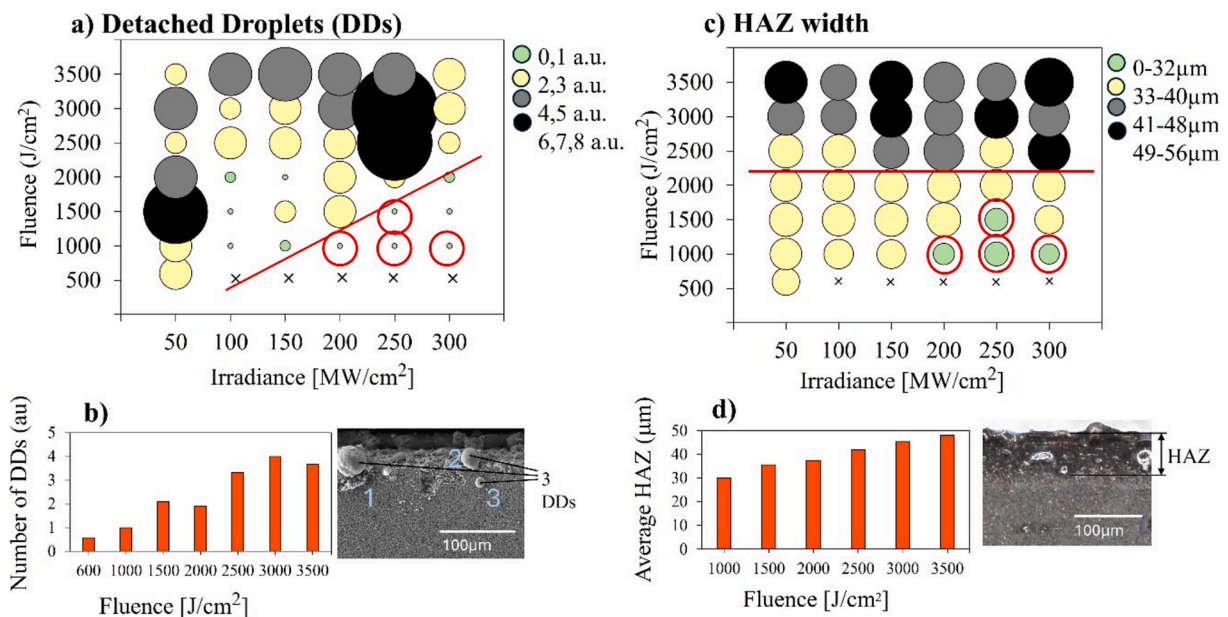 a) Detached Droplets (DDs)
Fluence (J/cm²)
3500
3000
2500
2000
1500
1000
500
50 100 150 200 250 300
Irradiance [MW/cm²]
0,1 a.u.
2,3 a.u.
4,5 a.u.
6,7,8 a.u.
c) HAZ width
Fluence (J/cm²)
3500
3000
2500
2000
1500
1000
500
50 100 150 200 250 300
Irradiance [MW/cm²]
0-32μm
33-40μm
41-48μm
49-56μm
b)
Number of DDs (au)
5
4
3
2
1
0
600 1000 1500 2000 2500 3000 3500
Fluence [J/cm²]
1
2
3
3
DDs
100μm
d)
Average HAZ (μm)
50
40
30
20
10
0
1000 1500 2000 2500 3000 3500
Fluence [J/cm²]
HAZ
100μm